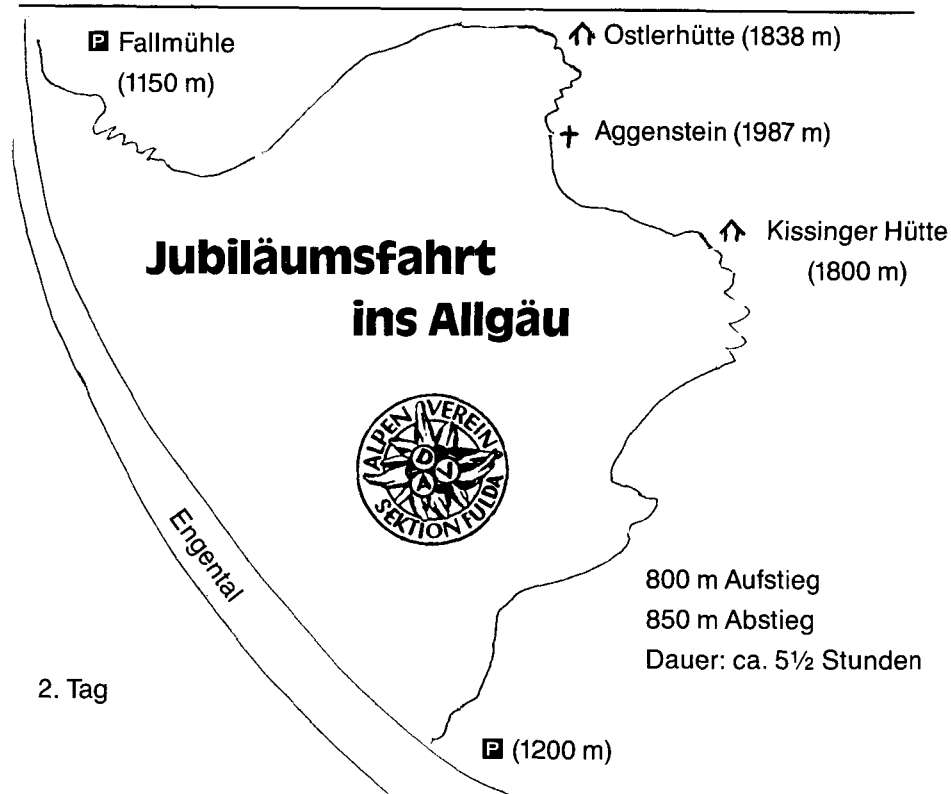 P Fallmühle
(1150 m)
Ostlerhütte (1838 m)
Aggenstein (1987 m)
Kissinger Hütte
(1800 m)
Jubiläumsfahrt
ins Allgäu
ALPENVEREIN
DAV
SEKTION FULDA
Engental
800 m Aufstieg
850 m Abstieg
Dauer: ca. 5½ Stunden
2. Tag
P (1200 m)